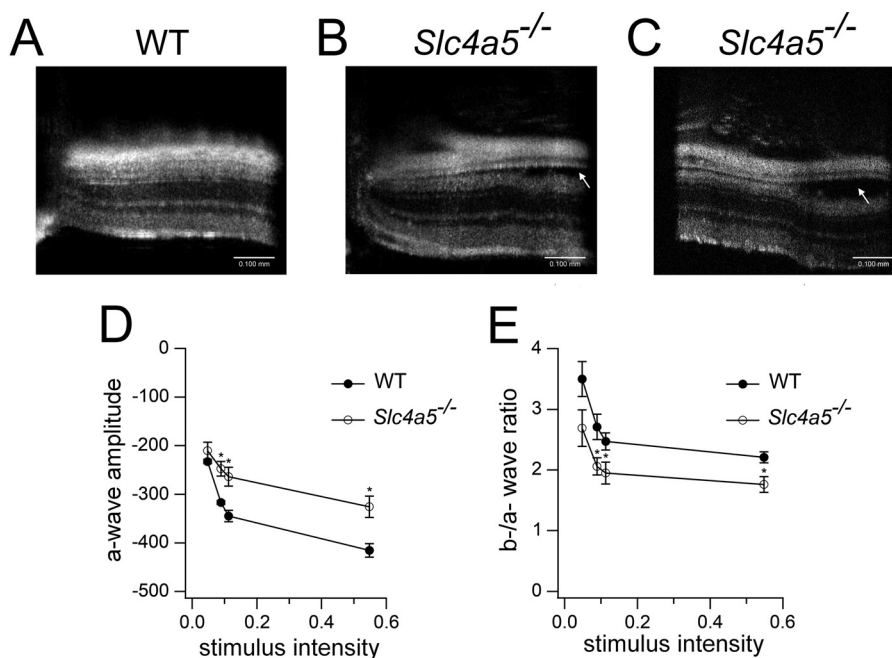 A
WT
B
Slc4a5-/-
C
Slc4a5-/-
0.100 mm
0.100 mm
0.100 mm
D
a-wave amplitude
0
-100
-200
-300
-400
-500
WT
Slc4a5-/-
*
*
*
0.0
0.2
0.4
0.6
stimulus intensity
E
b-/a- wave ratio
4
3
2
1
0
WT
Slc4a5-/-
*
*
*
0.0
0.2
0.4
0.6
stimulus intensity